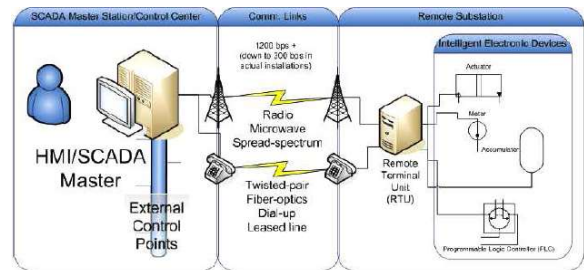 SCADA Master Station/Control Center
HMI/SCADA
Master
External
Control
Points
Comm. Links
1200 bps +
(down to 300 bps in
actual installations)
Radio
Microwave
Spread-spectrum
Twisted-pair
Fiber-optics
Dial-up
Leased line
Remote Substation
Remote
Terminal
Unit
(RTU)
Intelligent Electronic Devices
Actuator
Meter
Accumulator
Programmable Logic Controller (PLC)